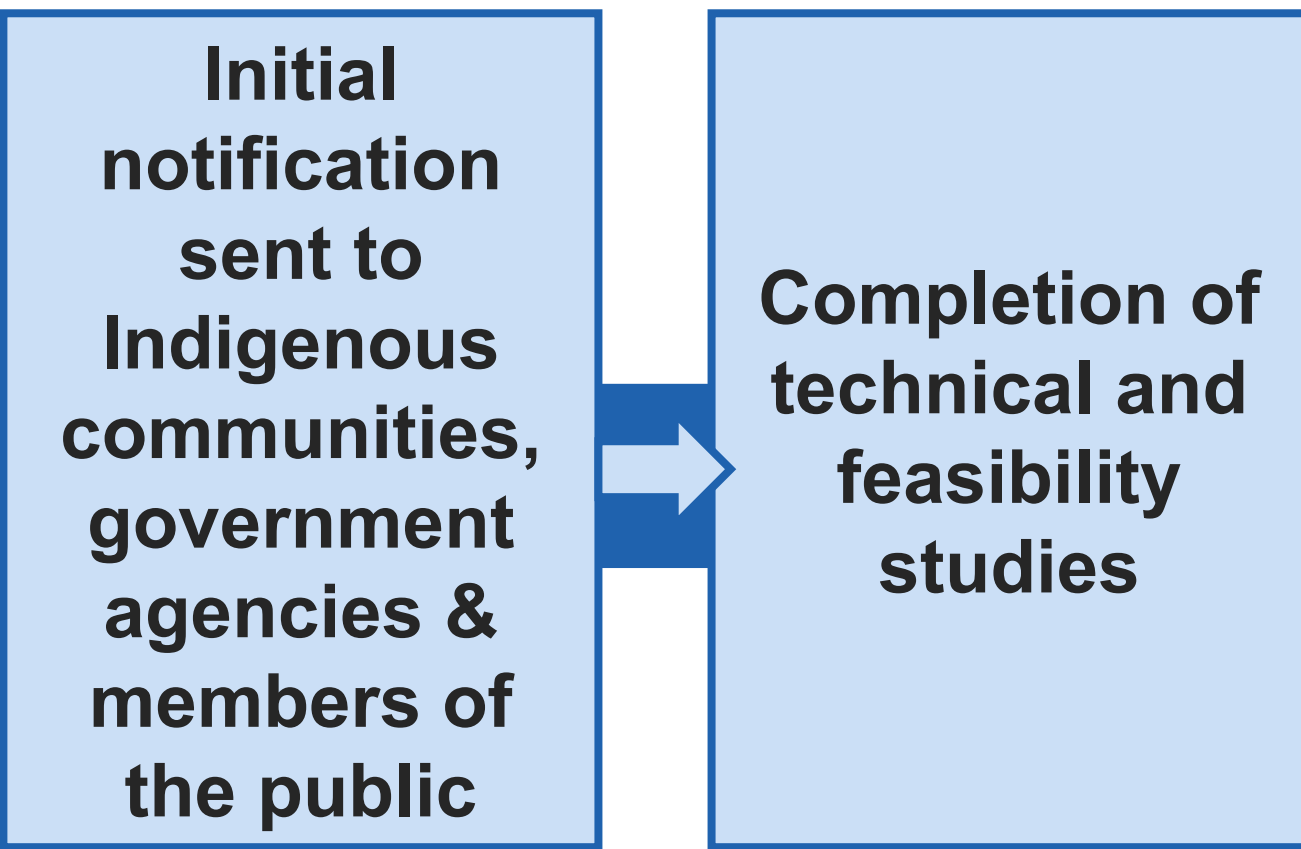 Initial
notification
sent to
Indigenous
communities,
government
agencies &
members of
the public
Completion of
technical and
feasibility
studies